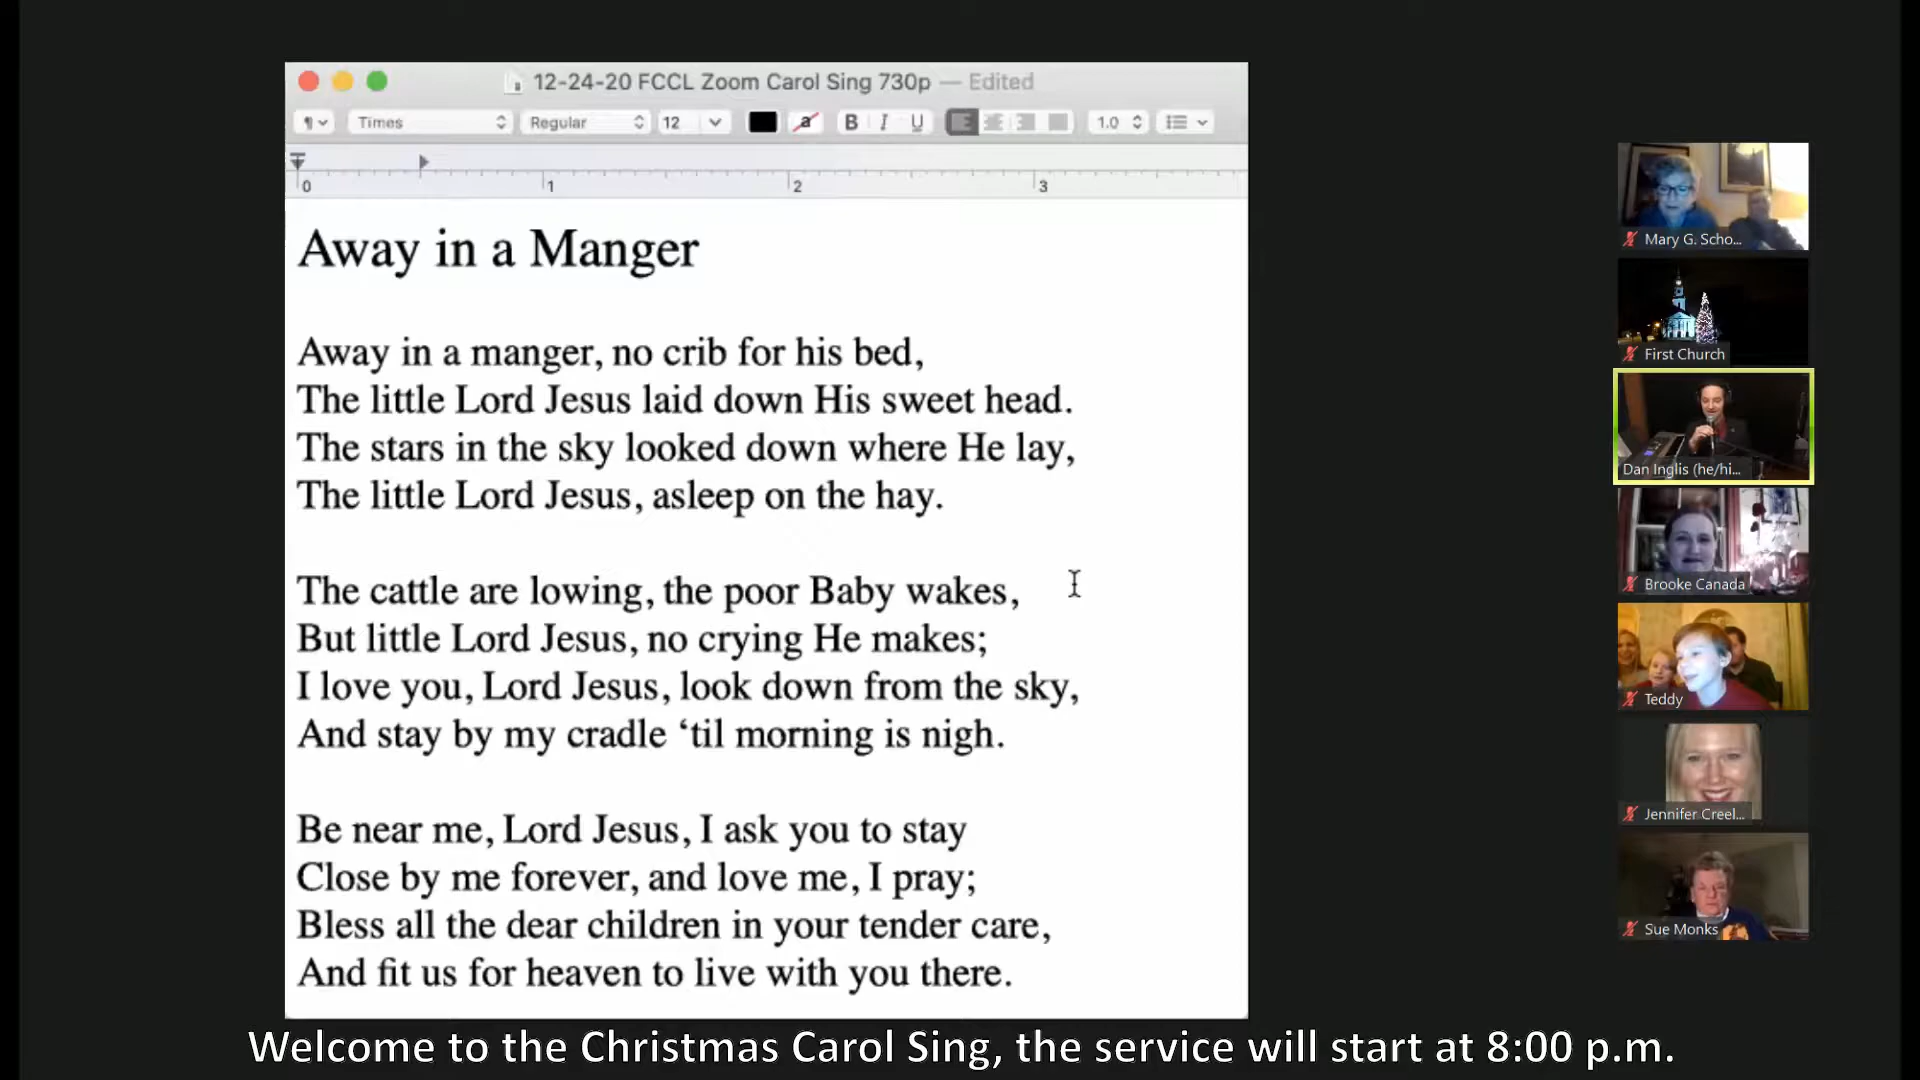 12-24-20 FCCL Zoom Carol Sing 730p — Edited
¶ Times Regular 12 a B I U 1.0
0 1 2 3
Away in a Manger
Away in a manger, no crib for his bed,
The little Lord Jesus laid down His sweet head.
The stars in the sky looked down where He lay,
The little Lord Jesus, asleep on the hay.
The cattle are lowing, the poor Baby wakes,
But little Lord Jesus, no crying He makes;
I love you, Lord Jesus, look down from the sky,
And stay by my cradle ‘til morning is nigh.
Be near me, Lord Jesus, I ask you to stay
Close by me forever, and love me, I pray;
Bless all the dear children in your tender care,
And fit us for heaven to live with you there.
Mary G. Scho...
First Church
Dan Inglis (he/hi...
Brooke Canada
Teddy
Jennifer Creel...
Sue Monks
Welcome to the Christmas Carol Sing, the service will start at 8:00 p.m.